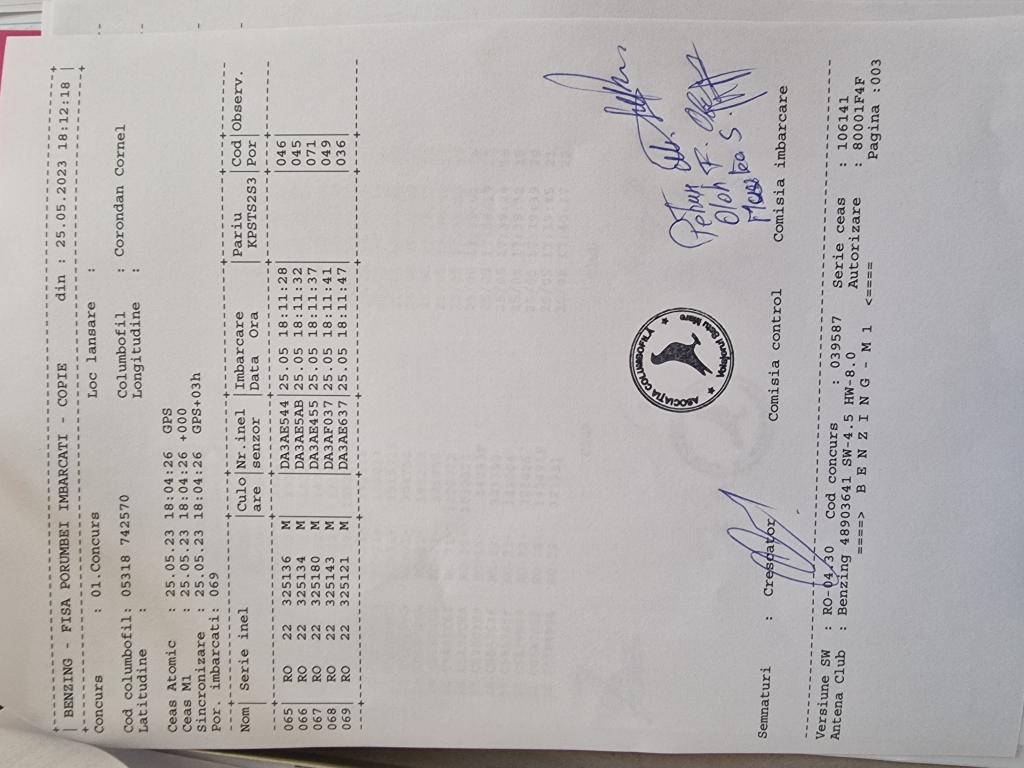 | BENZING - FISA PORUMBEI IMBARCATI - COPIE din : 25.05.2023 18:12:18 |
Concurs : 01.Concurs Loc lansare :
Cod columbofil: 05318 742570 Columbofil : Corondan Cornel
Latitudine : Longitudine :
Ceas Atomic : 25.05.23 18:04:26 GPS
Ceas M1 : 25.05.23 18:04:26 +000
Sincronizare : 25.05.23 18:04:26 GPS+03h
Por. imbarcati: 069
Nom| Serie inel |Culo|Nr.inel |Imbarcare |Pariu |Cod|Observ.
| |are |senzor |Data Ora |KPSTS2S3|Por|
065 RO 22 325136 M | |DA3AE544|25.05 18:11:28| |046|
066 RO 22 325134 M | |DA3AE5AB|25.05 18:11:32| |045|
067 RO 22 325180 M | |DA3AE455|25.05 18:11:37| |071|
068 RO 22 325143 M | |DA3AF037|25.05 18:11:41| |049|
069 RO 22 325121 M | |DA3AE637|25.05 18:11:47| |036|
ASOCIATIA COLUMBOFILĂ
Voiajorul Satu Mare
Semnaturi : Crescator Comisia control Comisia imbarcare
Versiune SW : RO-04.30 Cod concurs : 039587 Serie ceas : 106141
Antena Club : Benzing 48903641 SW-4.5 HW-8.0 Autorizare : 80001F4F
====> B E N Z I N G - M 1 <==== Pagina :003